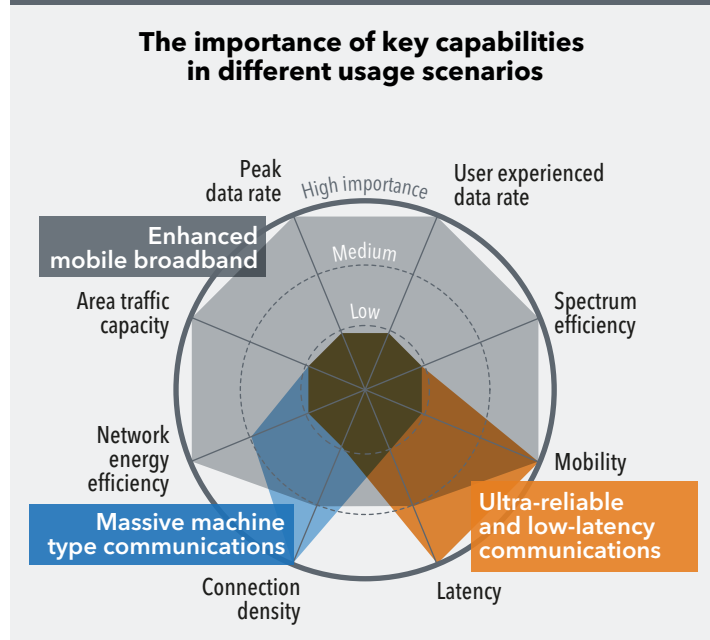 The importance of key capabilities
in different usage scenarios
Peak
data rate
High importance
User experienced
data rate
Enhanced
mobile broadband
Medium
Area traffic
capacity
Low
Spectrum
efficiency
Network
energy
efficiency
Mobility
Massive machine
type communications
Ultra-reliable
and low-latency
communications
Connection
density
Latency